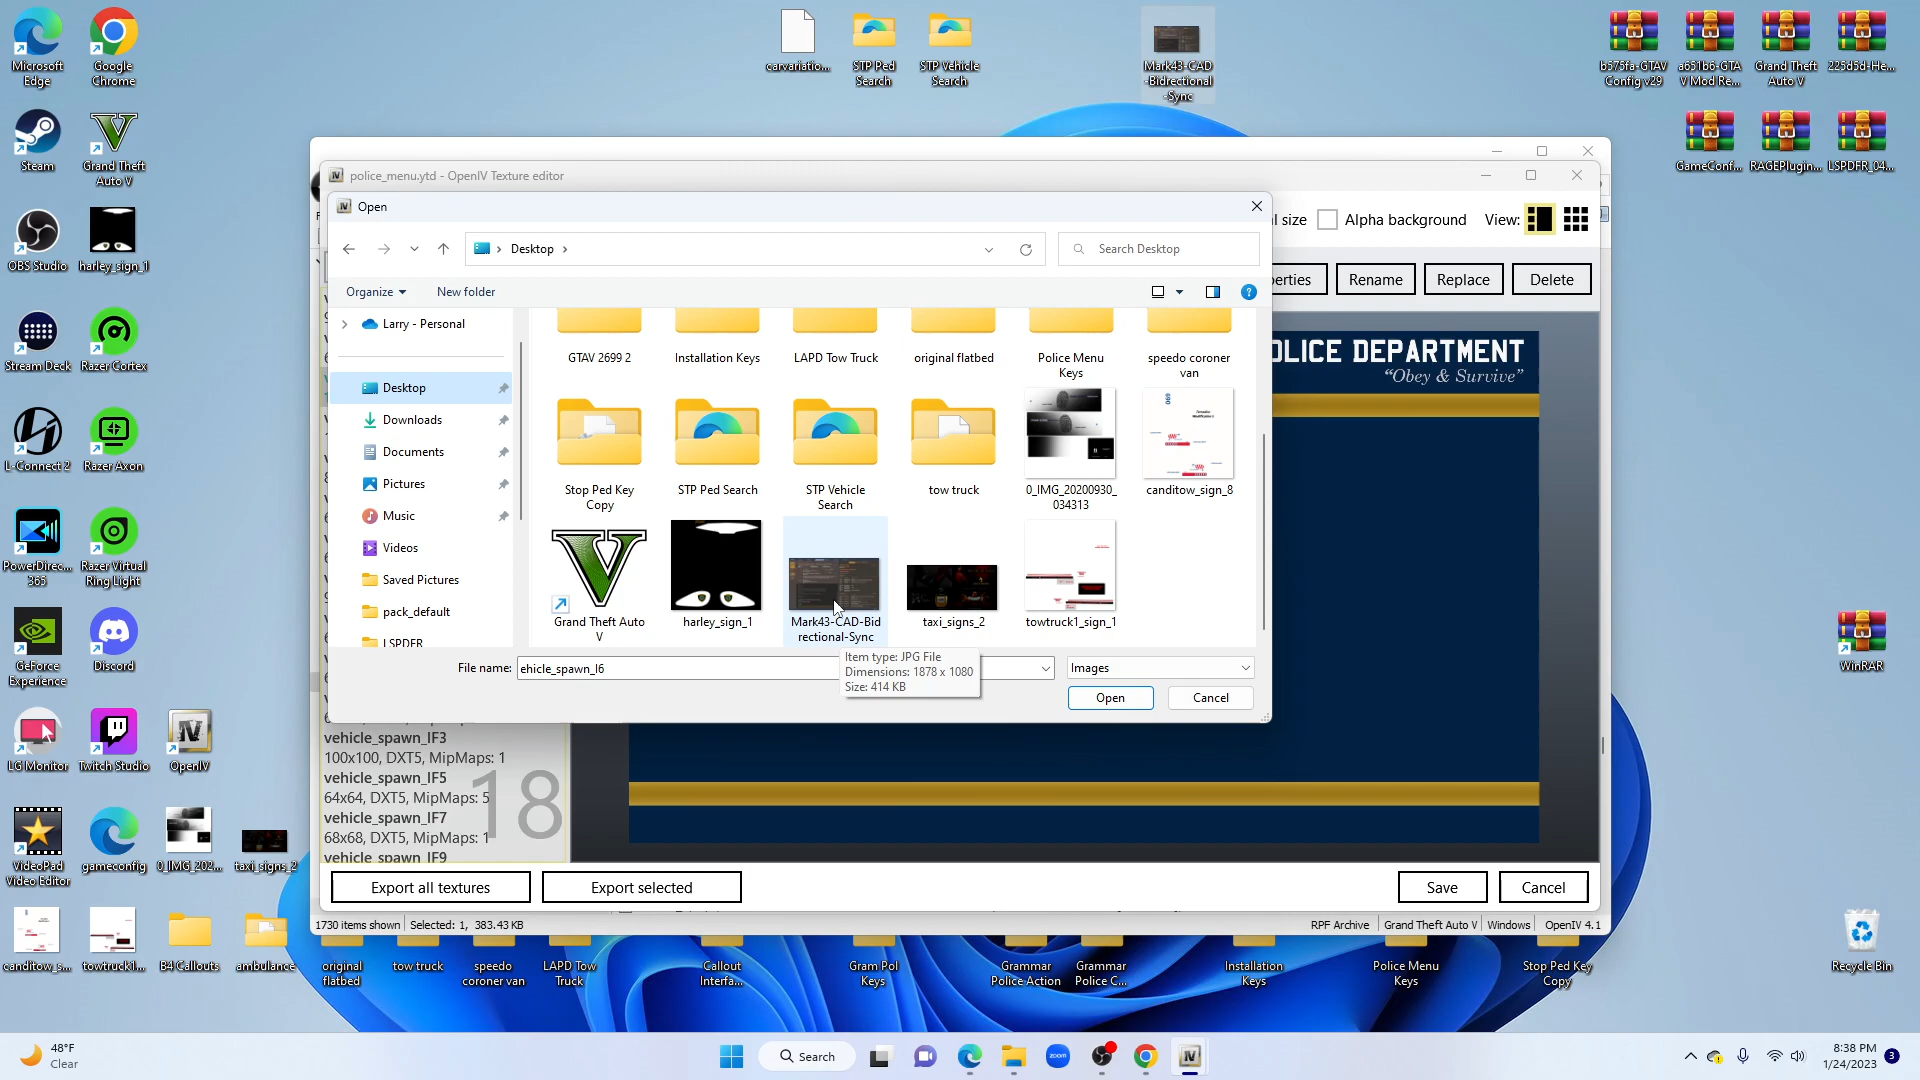 Microsoft
Edge
Google
Chrome
Steam
Grand Theft
Auto V
OBS Studio
harley_sign_1
Stream Deck
Razer Cortex
L-Connect 2
Razer Axon
PowerDirec...
365
Razer Virtual
Ring Light
GeForce
Experience
Discord
LG Monitor
Twitch Studio
OpenIV
VideoPad
Video Editor
gameconfig
0_IMG_202...
taxi_signs_2
canditow_s...
towtruck1...
B4 Callouts
ambulance
carvariatio...
STP Ped
Search
STP Vehicle
Search
Mark43-CAD
-Bidrectional
-Sync
b575fa-GTAV
Config v29
a651b6-GTA
V Mod Re...
Grand Theft
Auto V
225d5d-He...
GameConf...
RAGEPlugin...
LSPDFR_04...
WinRAR
Recycle Bin
police_menu.ytd - OpenIV Texture editor
l size
Alpha background
View:
erties
Rename
Replace
Delete
Open
Desktop
Search Desktop
Organize
New folder
Larry - Personal
Desktop
Downloads
Documents
Pictures
Music
Videos
Saved Pictures
pack_default
LSPDFR
GTAV 2699 2
Installation Keys
LAPD Tow Truck
original flatbed
Police Menu
Keys
speedo coroner
van
Stop Ped Key
Copy
STP Ped Search
STP Vehicle
Search
tow truck
0_IMG_20200930_
034313
canditow_sign_8
Grand Theft Auto
V
harley_sign_1
Mark43-CAD-Bid
rectional-Sync
taxi_signs_2
towtruck1_sign_1
File name:
ehicle_spawn_l6
Images
Item type: JPG File
Dimensions: 1878 x 1080
Size: 414 KB
Open
Cancel
OLICE DEPARTMENT
“Obey & Survive”
vehicle_spawn_IF3
100x100, DXT5, MipMaps: 1
vehicle_spawn_IF5
64x64, DXT5, MipMaps: 5
vehicle_spawn_IF7
68x68, DXT5, MipMaps: 1
vehicle_spawn_IF9
18
Export all textures
Export selected
Save
Cancel
1730 items shown
Selected: 1, 383.43 KB
RPF Archive
Grand Theft Auto V
Windows
OpenIV 4.1
original
flatbed
tow truck
speedo
coroner van
LAPD Tow
Truck
Callout
Interfa...
Gram Pol
Keys
Grammar
Police Action
Grammar
Police C...
Installation
Keys
Police Menu
Keys
Stop Ped Key
Copy
48°F
Clear
Search
zoom
8:38 PM
1/24/2023
3